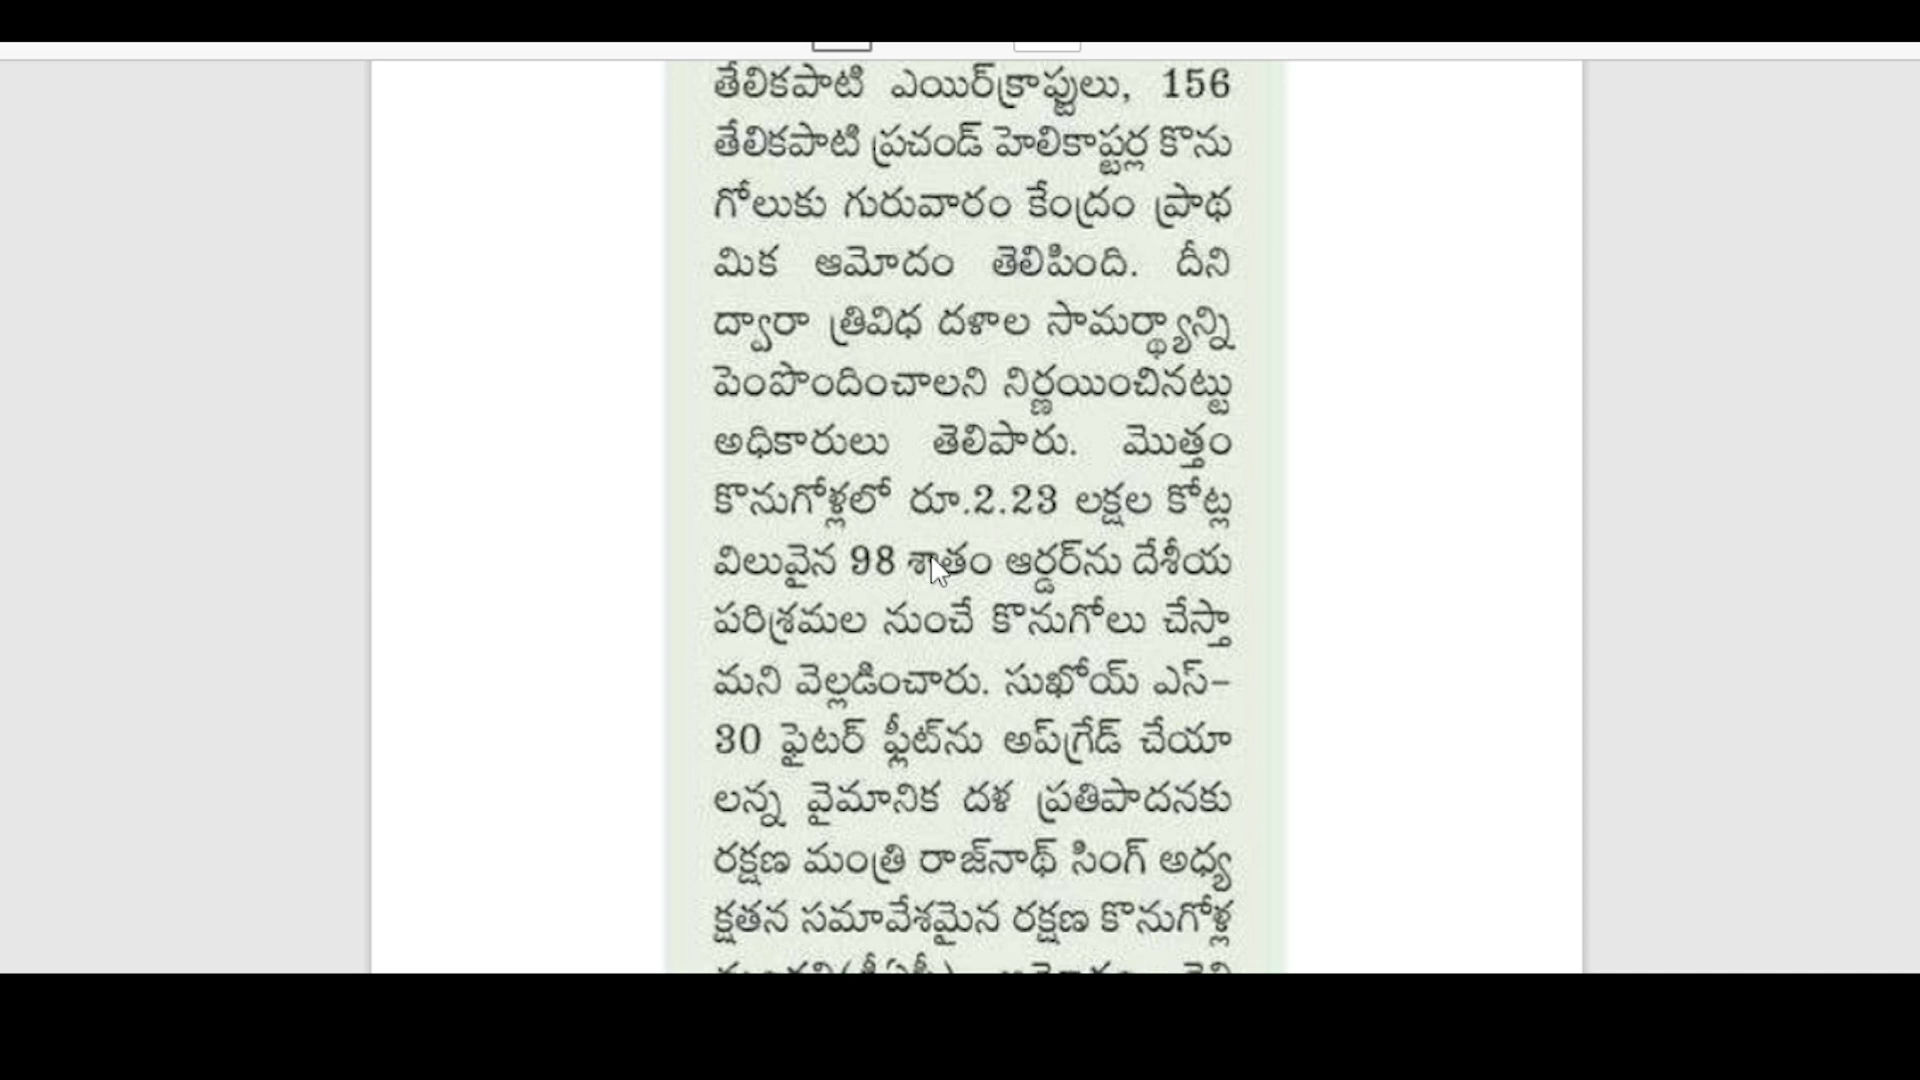 తేలికపాటి ఎయిర్‌క్రాఫ్టులు, 156
తేలికపాటి ప్రచండ్ హెలికాప్టర్ల కొను
గోలుకు గురువారం కేంద్రం ప్రాథ
మిక ఆమోదం తెలిపింది. దీని
ద్వారా త్రివిధ దళాల సామర్థ్యాన్ని
పెంపొందించాలని నిర్ణయించినట్టు
అధికారులు తెలిపారు. మొత్తం
కొనుగోళ్లలో రూ.2.23 లక్షల కోట్ల
విలువైన 98 శాతం ఆర్డర్‌ను దేశీయ
పరిశ్రమల నుంచే కొనుగోలు చేస్తా
మని వెల్లడించారు. సుఖోయ్ ఎస్-
30 ఫైటర్ ఫ్లీట్‌ను అప్‌గ్రేడ్ చేయా
లన్న వైమానిక దళ ప్రతిపాదనకు
రక్షణ మంత్రి రాజ్‌నాథ్ సింగ్ అధ్య
క్షతన సమావేశమైన రక్షణ కొనుగోళ్ల